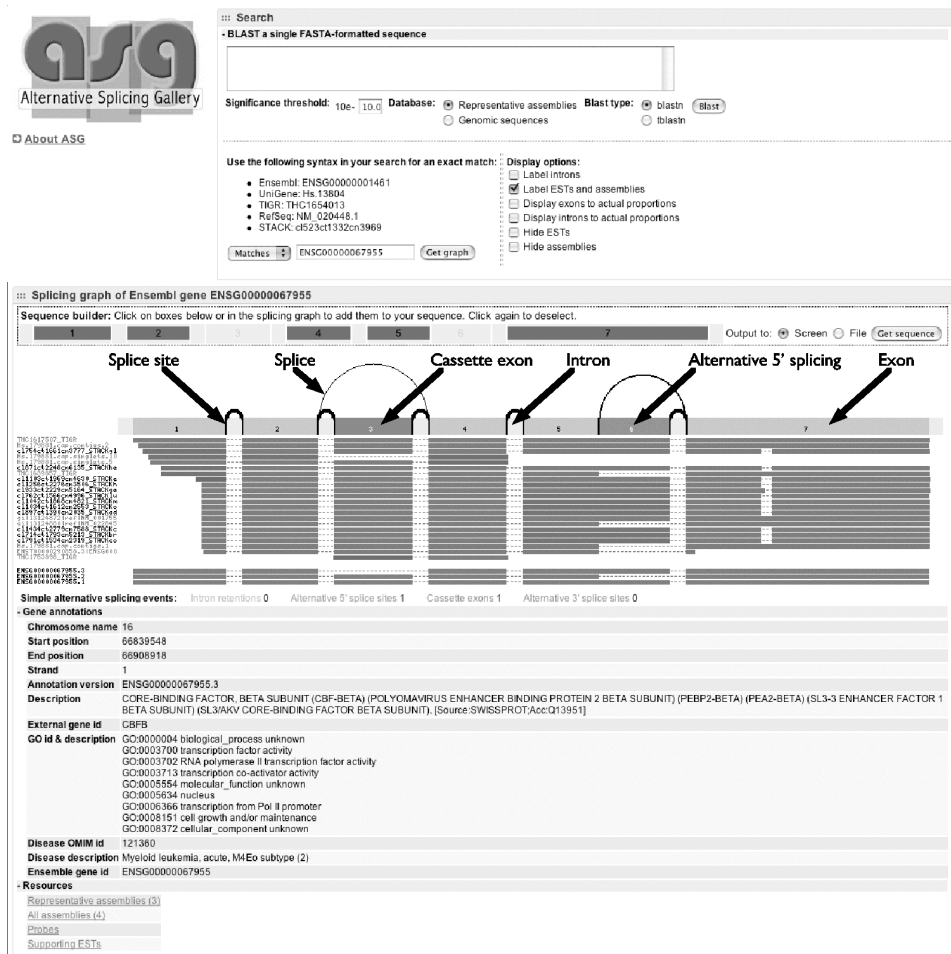 asg
Alternative Splicing Gallery
About ASG
::: Search
- BLAST a single FASTA-formatted sequence
Significance threshold: 10e- 10.0 Database: Representative assemblies Blast type: blastn Blast
Genomic sequences tblastn
Use the following syntax in your search for an exact match:
Ensembl: ENSG00000001461
UniGene: Hs.13804
TIGR: THC1654013
RefSeq: NM_020448.1
STACK: cl523ct1332cn3969
Matches ENSG00000067955 Get graph
Display options:
Label introns
Label ESTs and assemblies
Display exons to actual proportions
Display introns to actual proportions
Hide ESTs
Hide assemblies
::: Splicing graph of Ensembl gene ENSG00000067955
Sequence builder: Click on boxes below or in the splicing graph to add them to your sequence. Click again to deselect.
1 2 3 4 5 6 7 Output to: Screen File Get sequence
Splice site Splice Cassette exon Intron Alternative 5' splicing Exon
1 2 3 4 5 6 7
THC1617507_TIGR
ENSG00000067955.3
ENSG00000067955.2
ENSG00000067955.1
Simple alternative splicing events: Intron retentions 0 Alternative 5' splice sites 1 Cassette exons 1 Alternative 3' splice sites 0
- Gene annotations
Chromosome name 16
Start position 66839548
End position 66908918
Strand 1
Annotation version ENSG00000067955.3
Description CORE-BINDING FACTOR, BETA SUBUNIT (CBF-BETA) (POLYOMAVIRUS ENHANCER BINDING PROTEIN 2 BETA SUBUNIT) (PEBP2-BETA) (PEA2-BETA) (SL3-3 ENHANCER FACTOR 1
BETA SUBUNIT) (SL3/AKV CORE-BINDING FACTOR BETA SUBUNIT). [Source:SWISSPROT;Acc:Q13951]
External gene id CBFB
GO id & description GO:0000004 biological_process unknown
GO:0003700 transcription factor activity
GO:0003702 RNA polymerase II transcription factor activity
GO:0003713 transcription co-activator activity
GO:0005554 molecular_function unknown
GO:0005634 nucleus
GO:0006366 transcription from Pol II promoter
GO:0008151 cell growth and/or maintenance
GO:0008372 cellular_component unknown
Disease OMIM id 121360
Disease description Myeloid leukemia, acute, M4Eo subtype (2)
Ensemble gene id ENSG00000067955
- Resources
Representative assemblies (3)
All assemblies (4)
Probes
Supporting ESTs